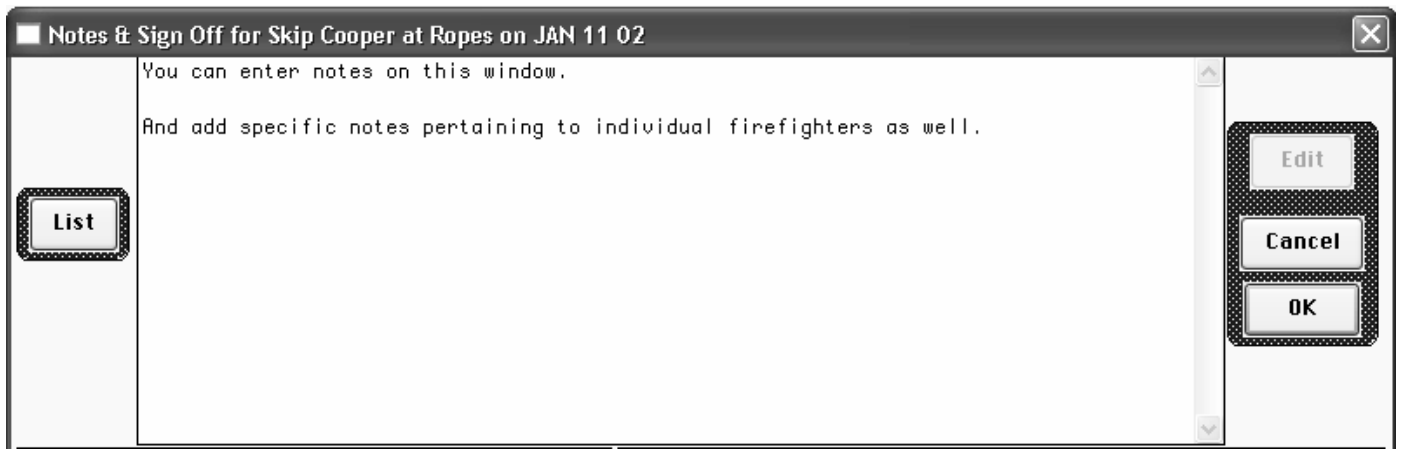 Notes & Sign Off for Skip Cooper at Ropes on JAN 11 02
You can enter notes on this window.
And add specific notes pertaining to individual firefighters as well.
List
Edit
Cancel
OK